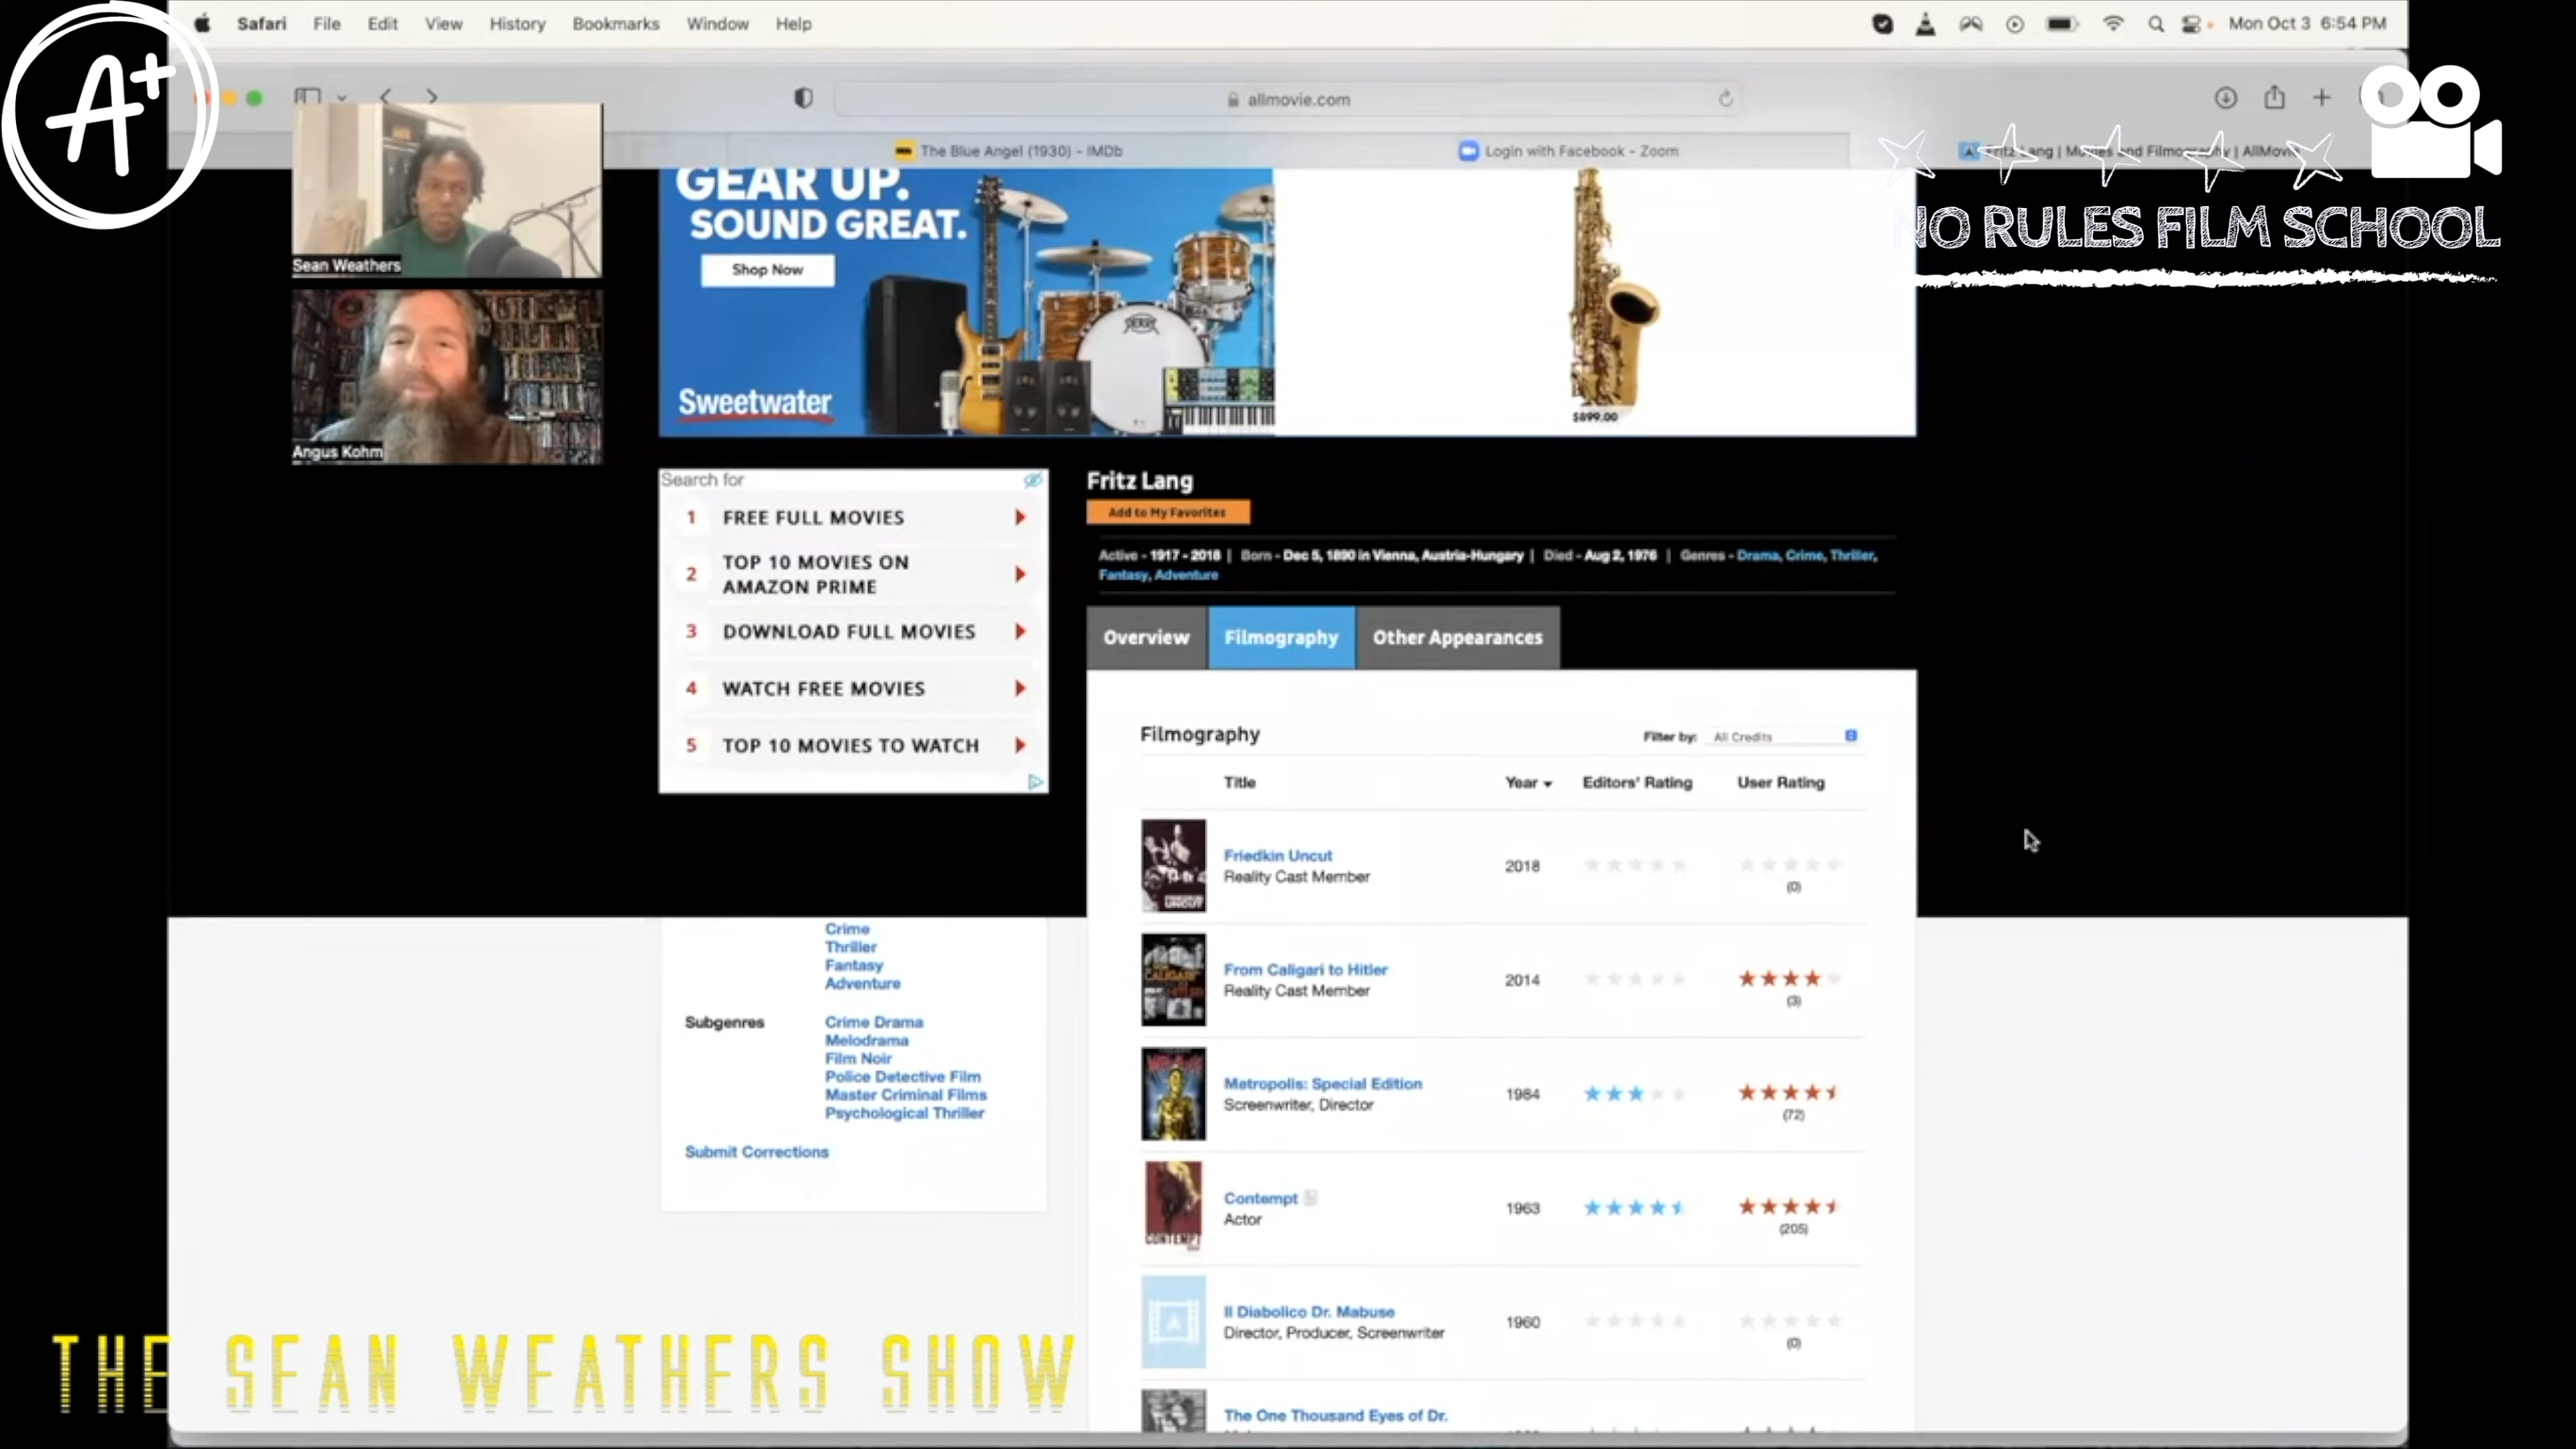 Safari File Edit View History Bookmarks Window Help
Mon Oct 3 6:54 PM
A+
allmovie.com
The Blue Angel (1930) - IMDb
Login with Facebook - Zoom
Fritz Lang | Movies and Filmography | AllMovie
NO RULES FILM SCHOOL
Sean Weathers
Angus Kohm
GEAR UP.
SOUND GREAT.
Shop Now
Sweetwater
$899.00
Search for
1 FREE FULL MOVIES
2 TOP 10 MOVIES ON
AMAZON PRIME
3 DOWNLOAD FULL MOVIES
4 WATCH FREE MOVIES
5 TOP 10 MOVIES TO WATCH
Fritz Lang
Add to My Favorites
Active - 1917 - 2018 | Born - Dec 5, 1890 in Vienna, Austria-Hungary | Died - Aug 2, 1976 | Genres - Drama, Crime, Thriller,
Fantasy, Adventure
Overview Filmography Other Appearances
Filmography
Filter by: All Credits
Title Year Editors' Rating User Rating
Friedkin Uncut
Reality Cast Member
2018
(0)
From Caligari to Hitler
Reality Cast Member
2014
(3)
Metropolis: Special Edition
Screenwriter, Director
1984
(72)
CONTEMPT
Contempt
Actor
1963
(205)
Il Diabolico Dr. Mabuse
Director, Producer, Screenwriter
1960
(0)
The One Thousand Eyes of Dr.
Crime
Thriller
Fantasy
Adventure
Subgenres
Crime Drama
Melodrama
Film Noir
Police Detective Film
Master Criminal Films
Psychological Thriller
Submit Corrections
THE SEAN WEATHERS SHOW